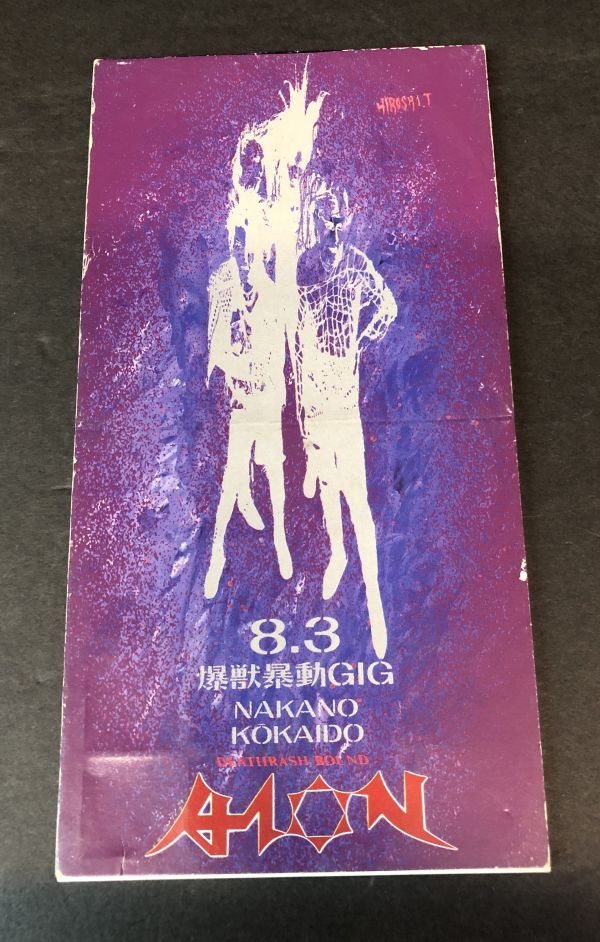 HIROSHI.T
8.3
爆獣暴動GIG
NAKANO
KŌKAIDO
DEATHRASH BOUND
AION